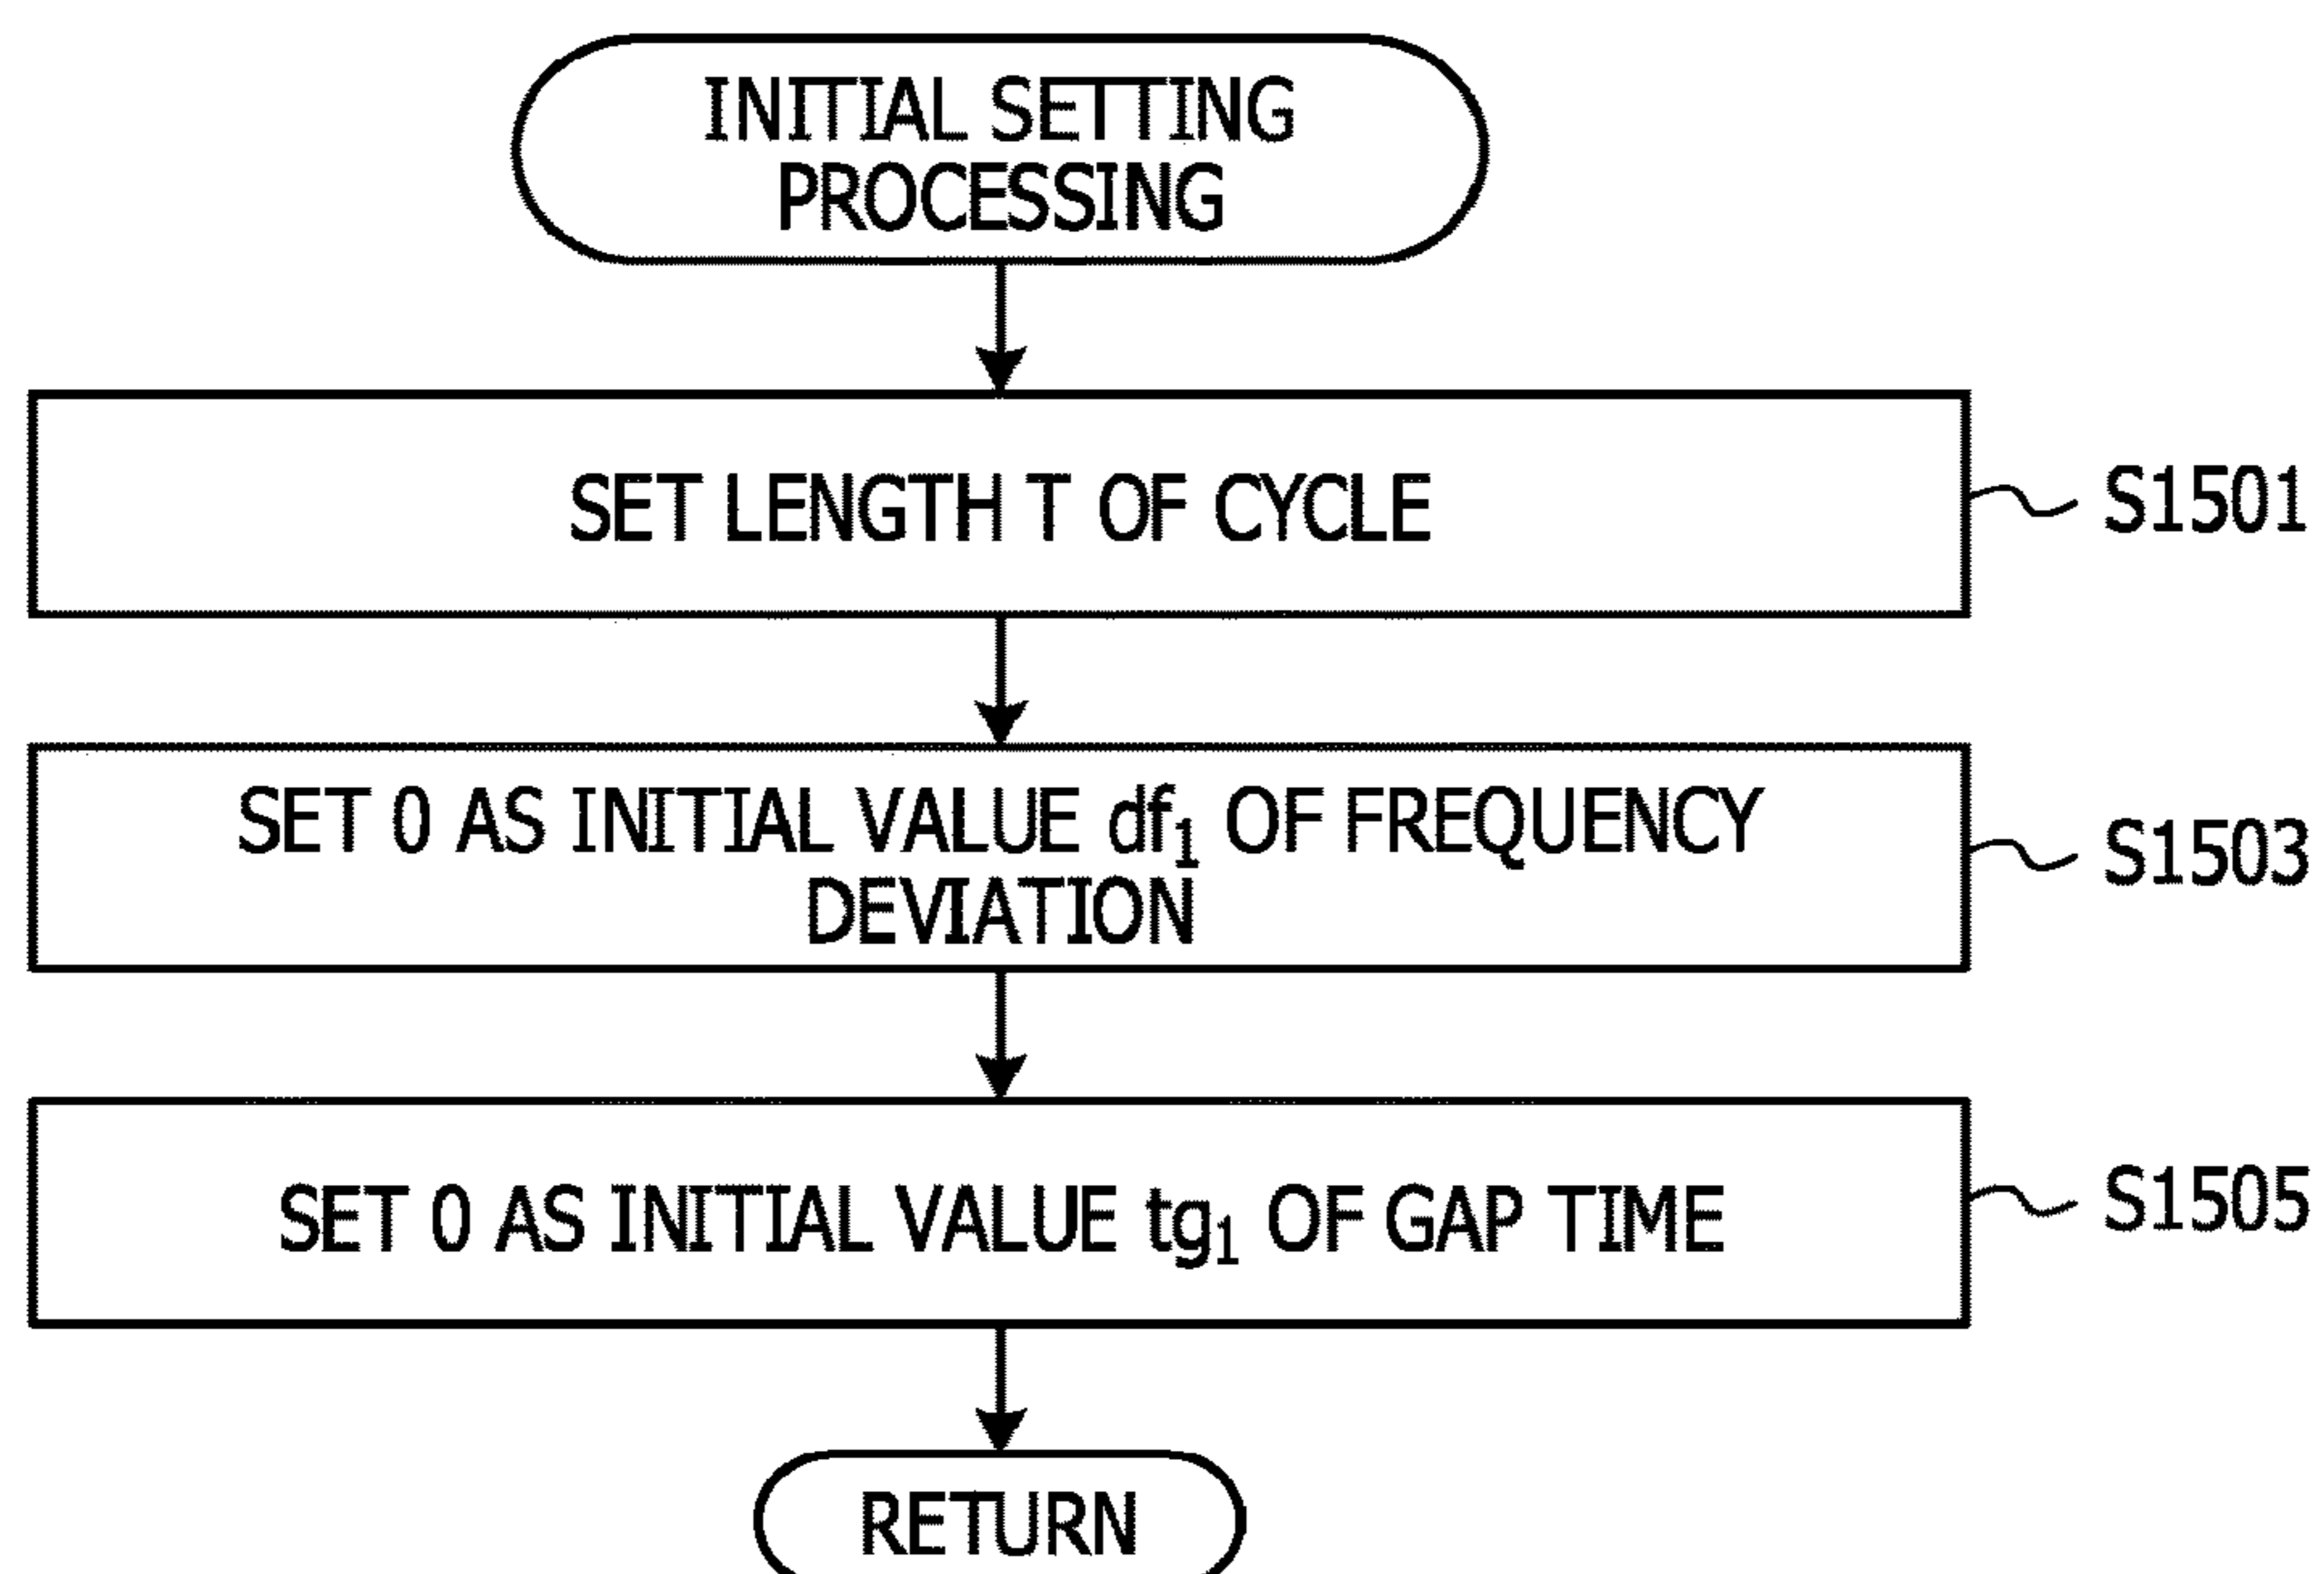 INITIAL SETTING
PROCESSING
SET LENGTH T OF CYCLE
S1501
SET 0 AS INITIAL VALUE df₁ OF FREQUENCY
DEVIATION
S1503
SET 0 AS INITIAL VALUE tg₁ OF GAP TIME
S1505
RETURN